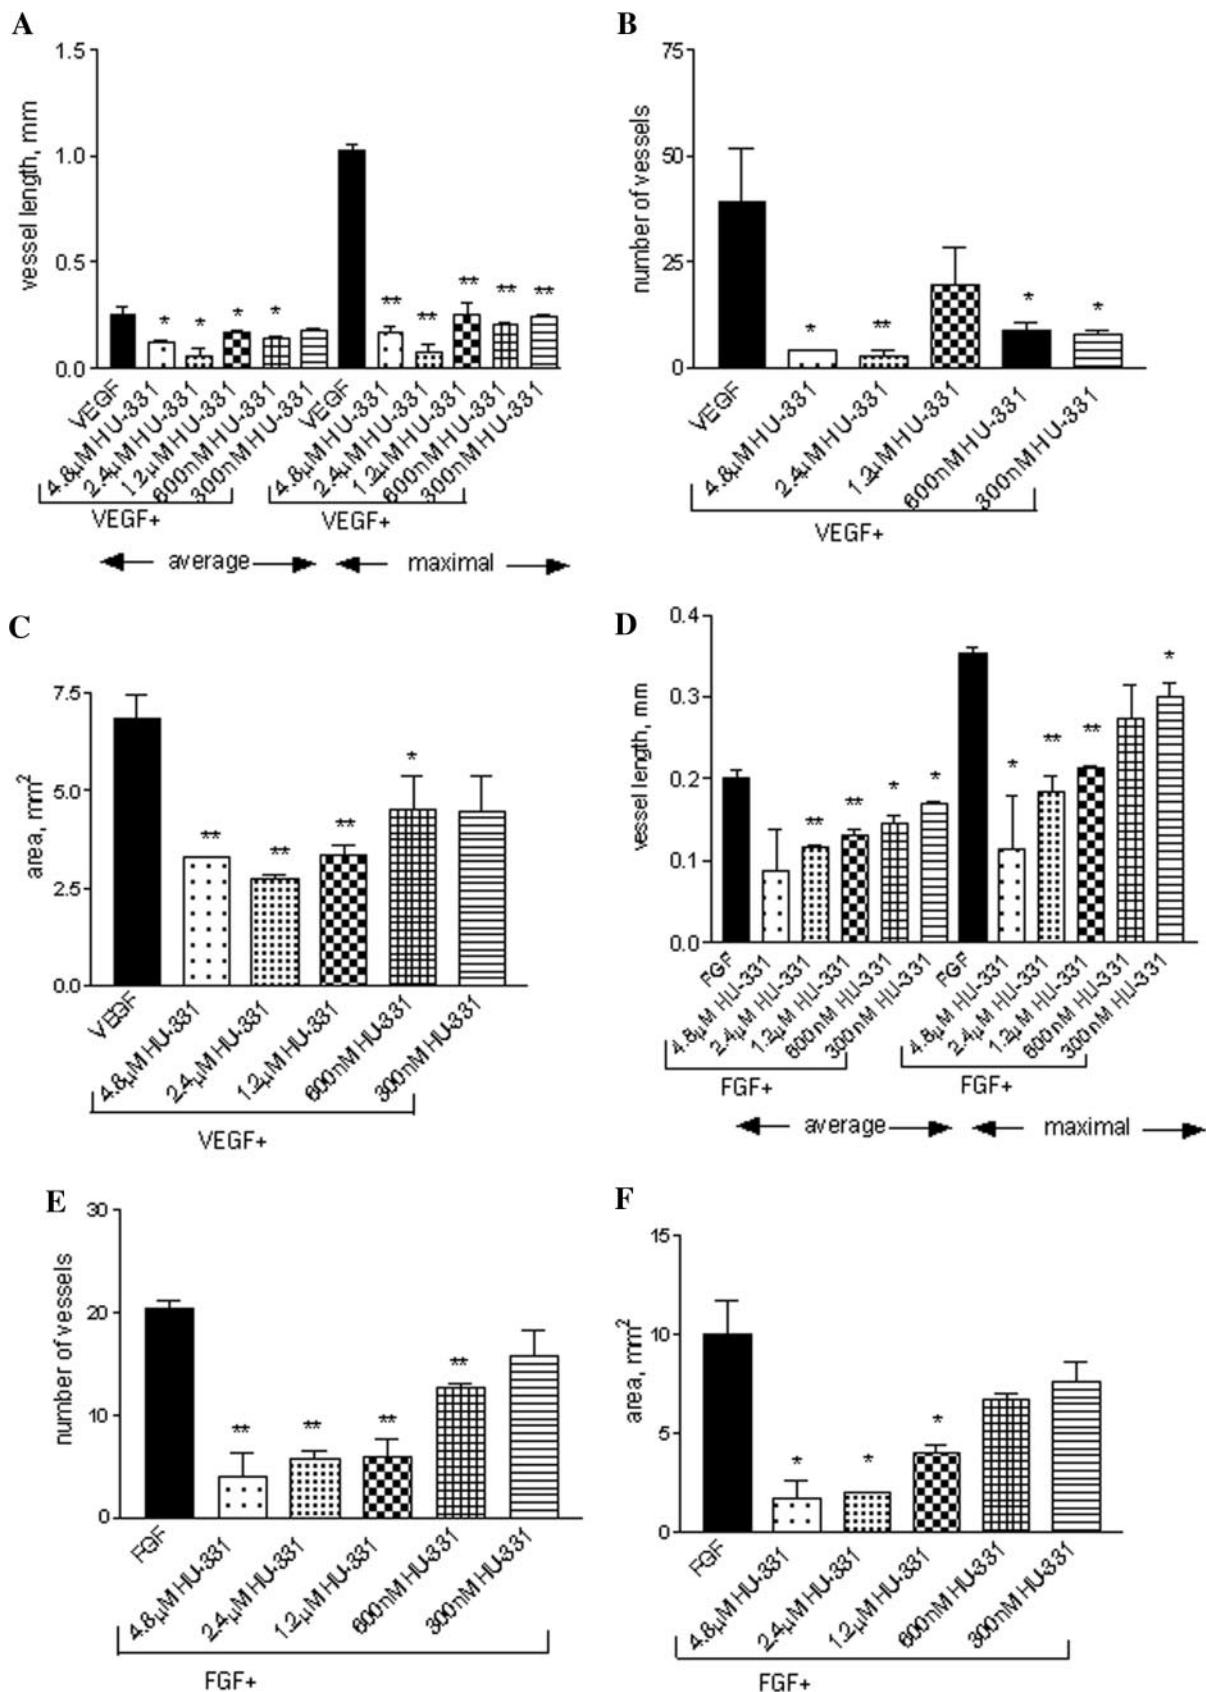 A
1.5
1.0
0.5
0.0
vessel length, mm
* * * *
** ** ** ** **
VEGF
4.8µM HU-331
2.4µM HU-331
1.2µM HU-331
600nM HU-331
300nM HU-331
VEGF
4.8µM HU-331
2.4µM HU-331
1.2µM HU-331
600nM HU-331
300nM HU-331
VEGF+
VEGF+
average
maximal
B
75
50
25
0
number of vessels
* ** * *
VEGF
4.8µM HU-331
2.4µM HU-331
1.2µM HU-331
600nM HU-331
300nM HU-331
VEGF+
C
7.5
5.0
2.5
0.0
area, mm²
** ** ** *
VEGF
4.8µM HU-331
2.4µM HU-331
1.2µM HU-331
600nM HU-331
300nM HU-331
VEGF+
D
0.4
0.3
0.2
0.1
0.0
vessel length, mm
** ** * *
* ** ** *
FGF
4.8µM HU-331
2.4µM HU-331
1.2µM HU-331
600nM HU-331
300nM HU-331
FGF
4.8µM HU-331
2.4µM HU-331
1.2µM HU-331
600nM HU-331
300nM HU-331
FGF+
FGF+
average
maximal
E
30
20
10
0
number of vessels
** ** ** **
FGF
4.8µM HU-331
2.4µM HU-331
1.2µM HU-331
600nM HU-331
300nM HU-331
FGF+
F
15
10
5
0
area, mm²
* * *
FGF
4.8µM HU-331
2.4µM HU-331
1.2µM HU-331
600nM HU-331
300nM HU-331
FGF+